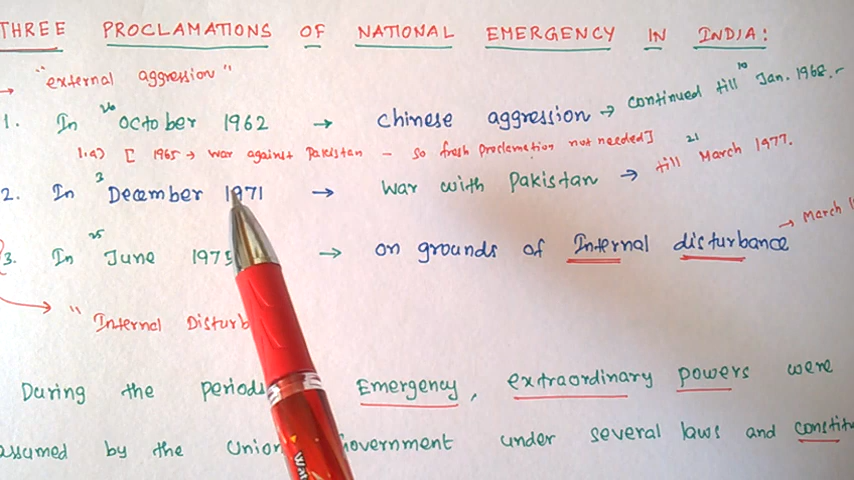 THREE PROCLAMATIONS OF NATIONAL EMERGENCY IN INDIA:
"external aggression"
1. In 26 October 1962 → Chinese aggression → continued till 10 Jan. 1968.
1.a) [ 1965 → War against Pakistan - so fresh proclamation not needed]
2. In 3 December 1971 → War with Pakistan → till 21 March 1977.
3. In 25 June 1975 → on grounds of Internal disturbance → March
"Internal Disturb
During the periods Emergency, extraordinary powers were
assumed by the Union Government under several laws and constitu